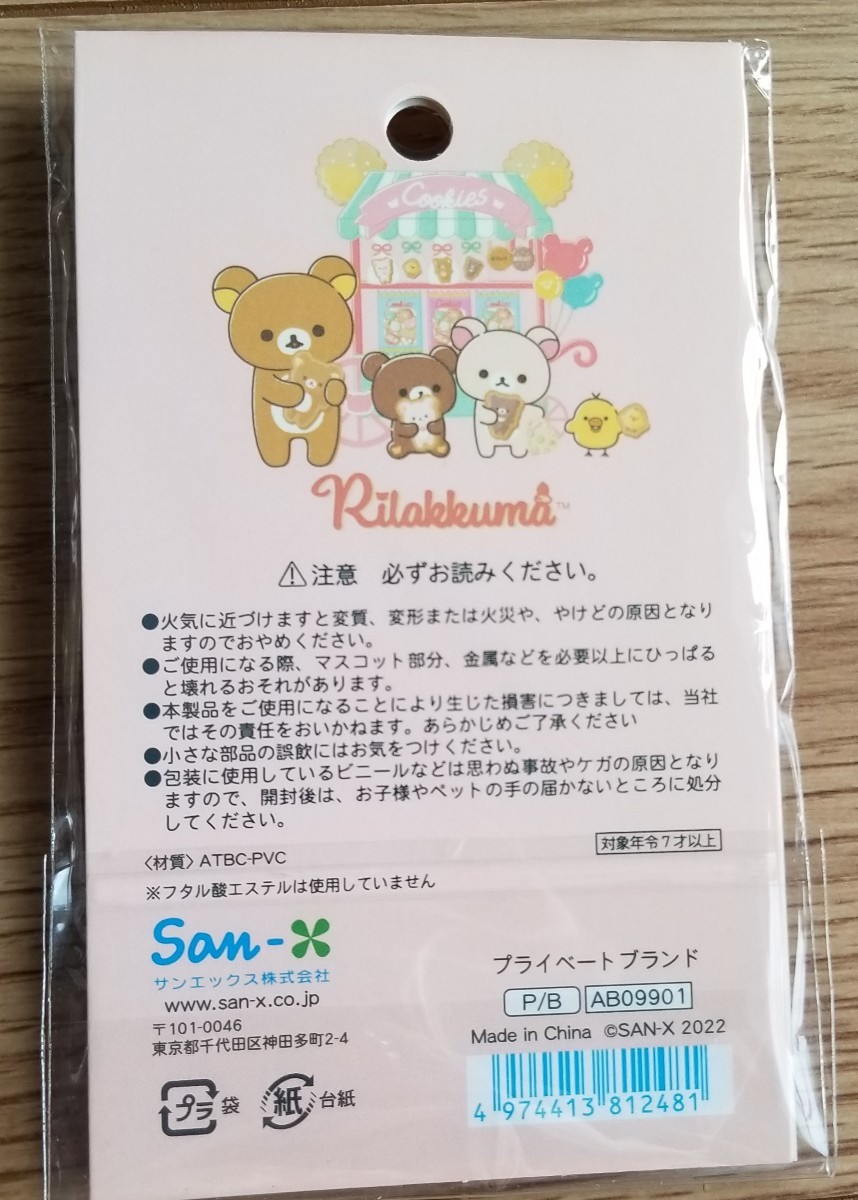 Cookies
Rilakkuma™
⚠注意　必ずお読みください。
●火気に近づけますと変質、変形または火災や、やけどの原因となり
ますのでおやめください。
●ご使用になる際、マスコット部分、金属などを必要以上にひっぱる
と壊れるおそれがあります。
●本製品をご使用になることにより生じた損害につきましては、当社
ではその責任をおいかねます。あらかじめご了承ください
●小さな部品の誤飲にはお気をつけください。
●包装に使用しているビニールなどは思わぬ事故やケガの原因となり
ますので、開封後は、お子様やペットの手の届かないところに処分
してください。
対象年令7才以上
〈材質〉ATBC-PVC
※フタル酸エステルは使用していません
San-X
サンエックス株式会社
www.san-x.co.jp
〒101-0046
東京都千代田区神田多町2-4
プラ 袋
紙 台紙
プライベートブランド
P/B AB09901
Made in China ©SAN-X 2022
4 974413 812481